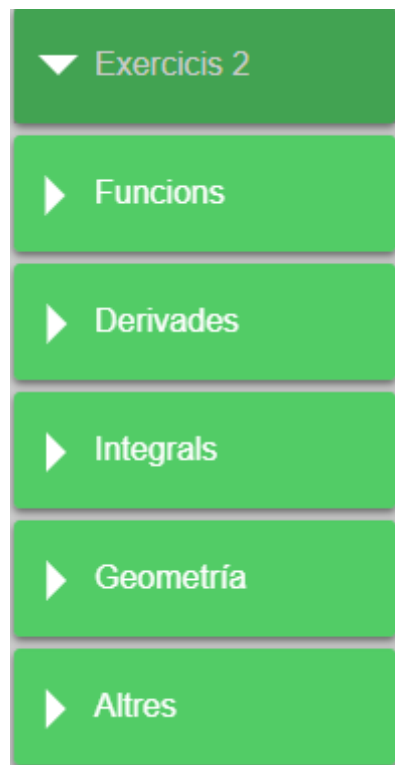 Exercicis 2
Funcions
Derivades
Integrals
Geometría
Altres